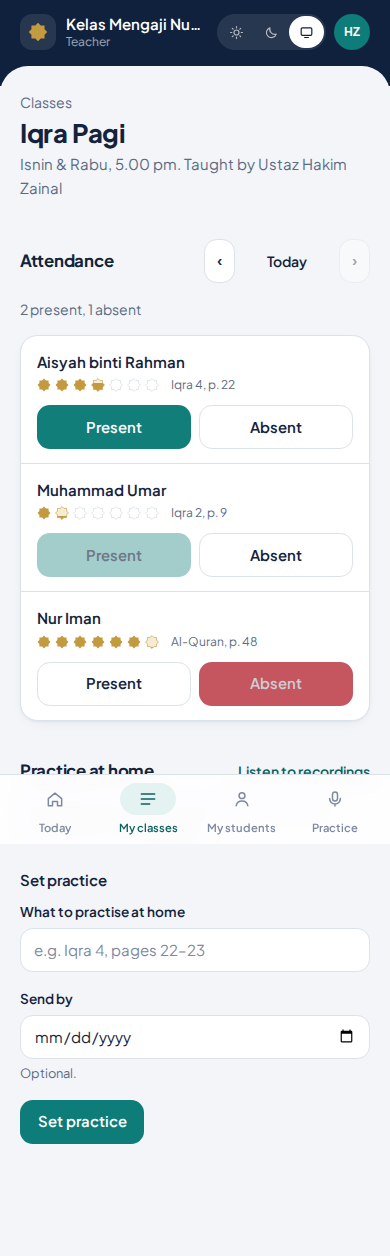 Kelas Mengaji Nu…
Teacher
HZ
Classes
Iqra Pagi
Isnin & Rabu, 5.00 pm. Taught by Ustaz Hakim
Zainal
Attendance
‹ Today ›
2 present, 1 absent
Aisyah binti Rahman
Iqra 4, p. 22
Present Absent
Muhammad Umar
Iqra 2, p. 9
Present Absent
Nur Iman
Al-Quran, p. 48
Present Absent
Practice at home Listen to recordings
Today My classes My students Practice
Set practice
What to practise at home
e.g. Iqra 4, pages 22–23
Send by
mm/dd/yyyy
Optional.
Set practice